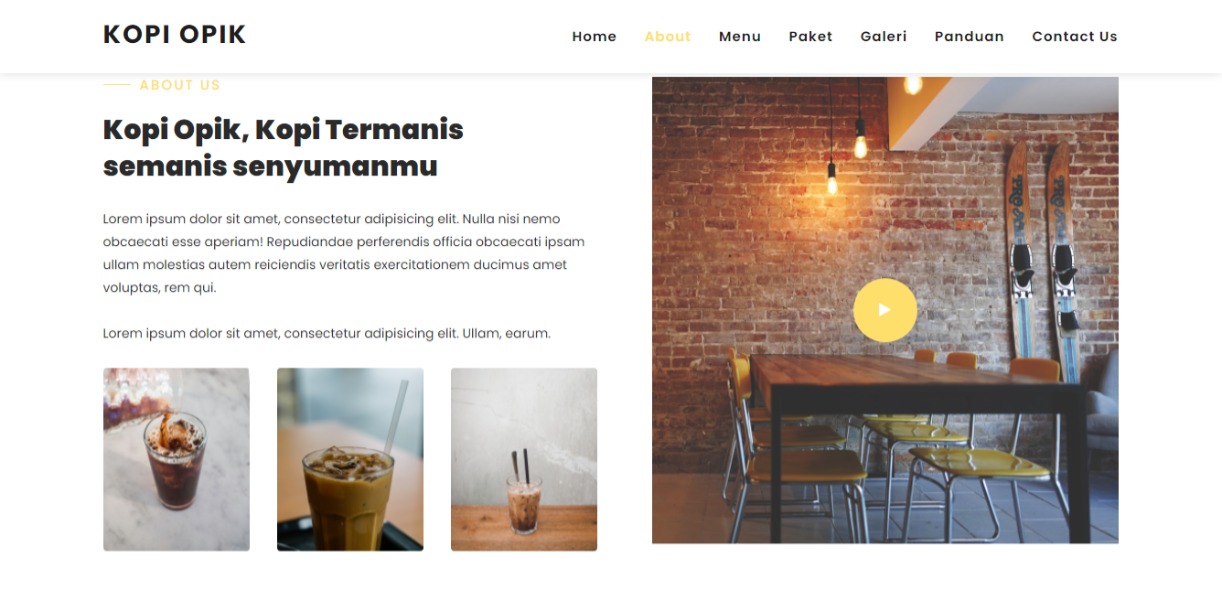 KOPI OPIK
Home About Menu Paket Galeri Panduan Contact Us
ABOUT US
Kopi Opik, Kopi Termanis
semanis senyumanmu
Lorem ipsum dolor sit amet, consectetur adipisicing elit. Nulla nisi nemo
obcaecati esse aperiam! Repudiandae perferendis officia obcaecati ipsam
ullam molestias autem reiciendis veritatis exercitationem ducimus amet
voluptas, rem qui.
Lorem ipsum dolor sit amet, consectetur adipisicing elit. Ullam, earum.